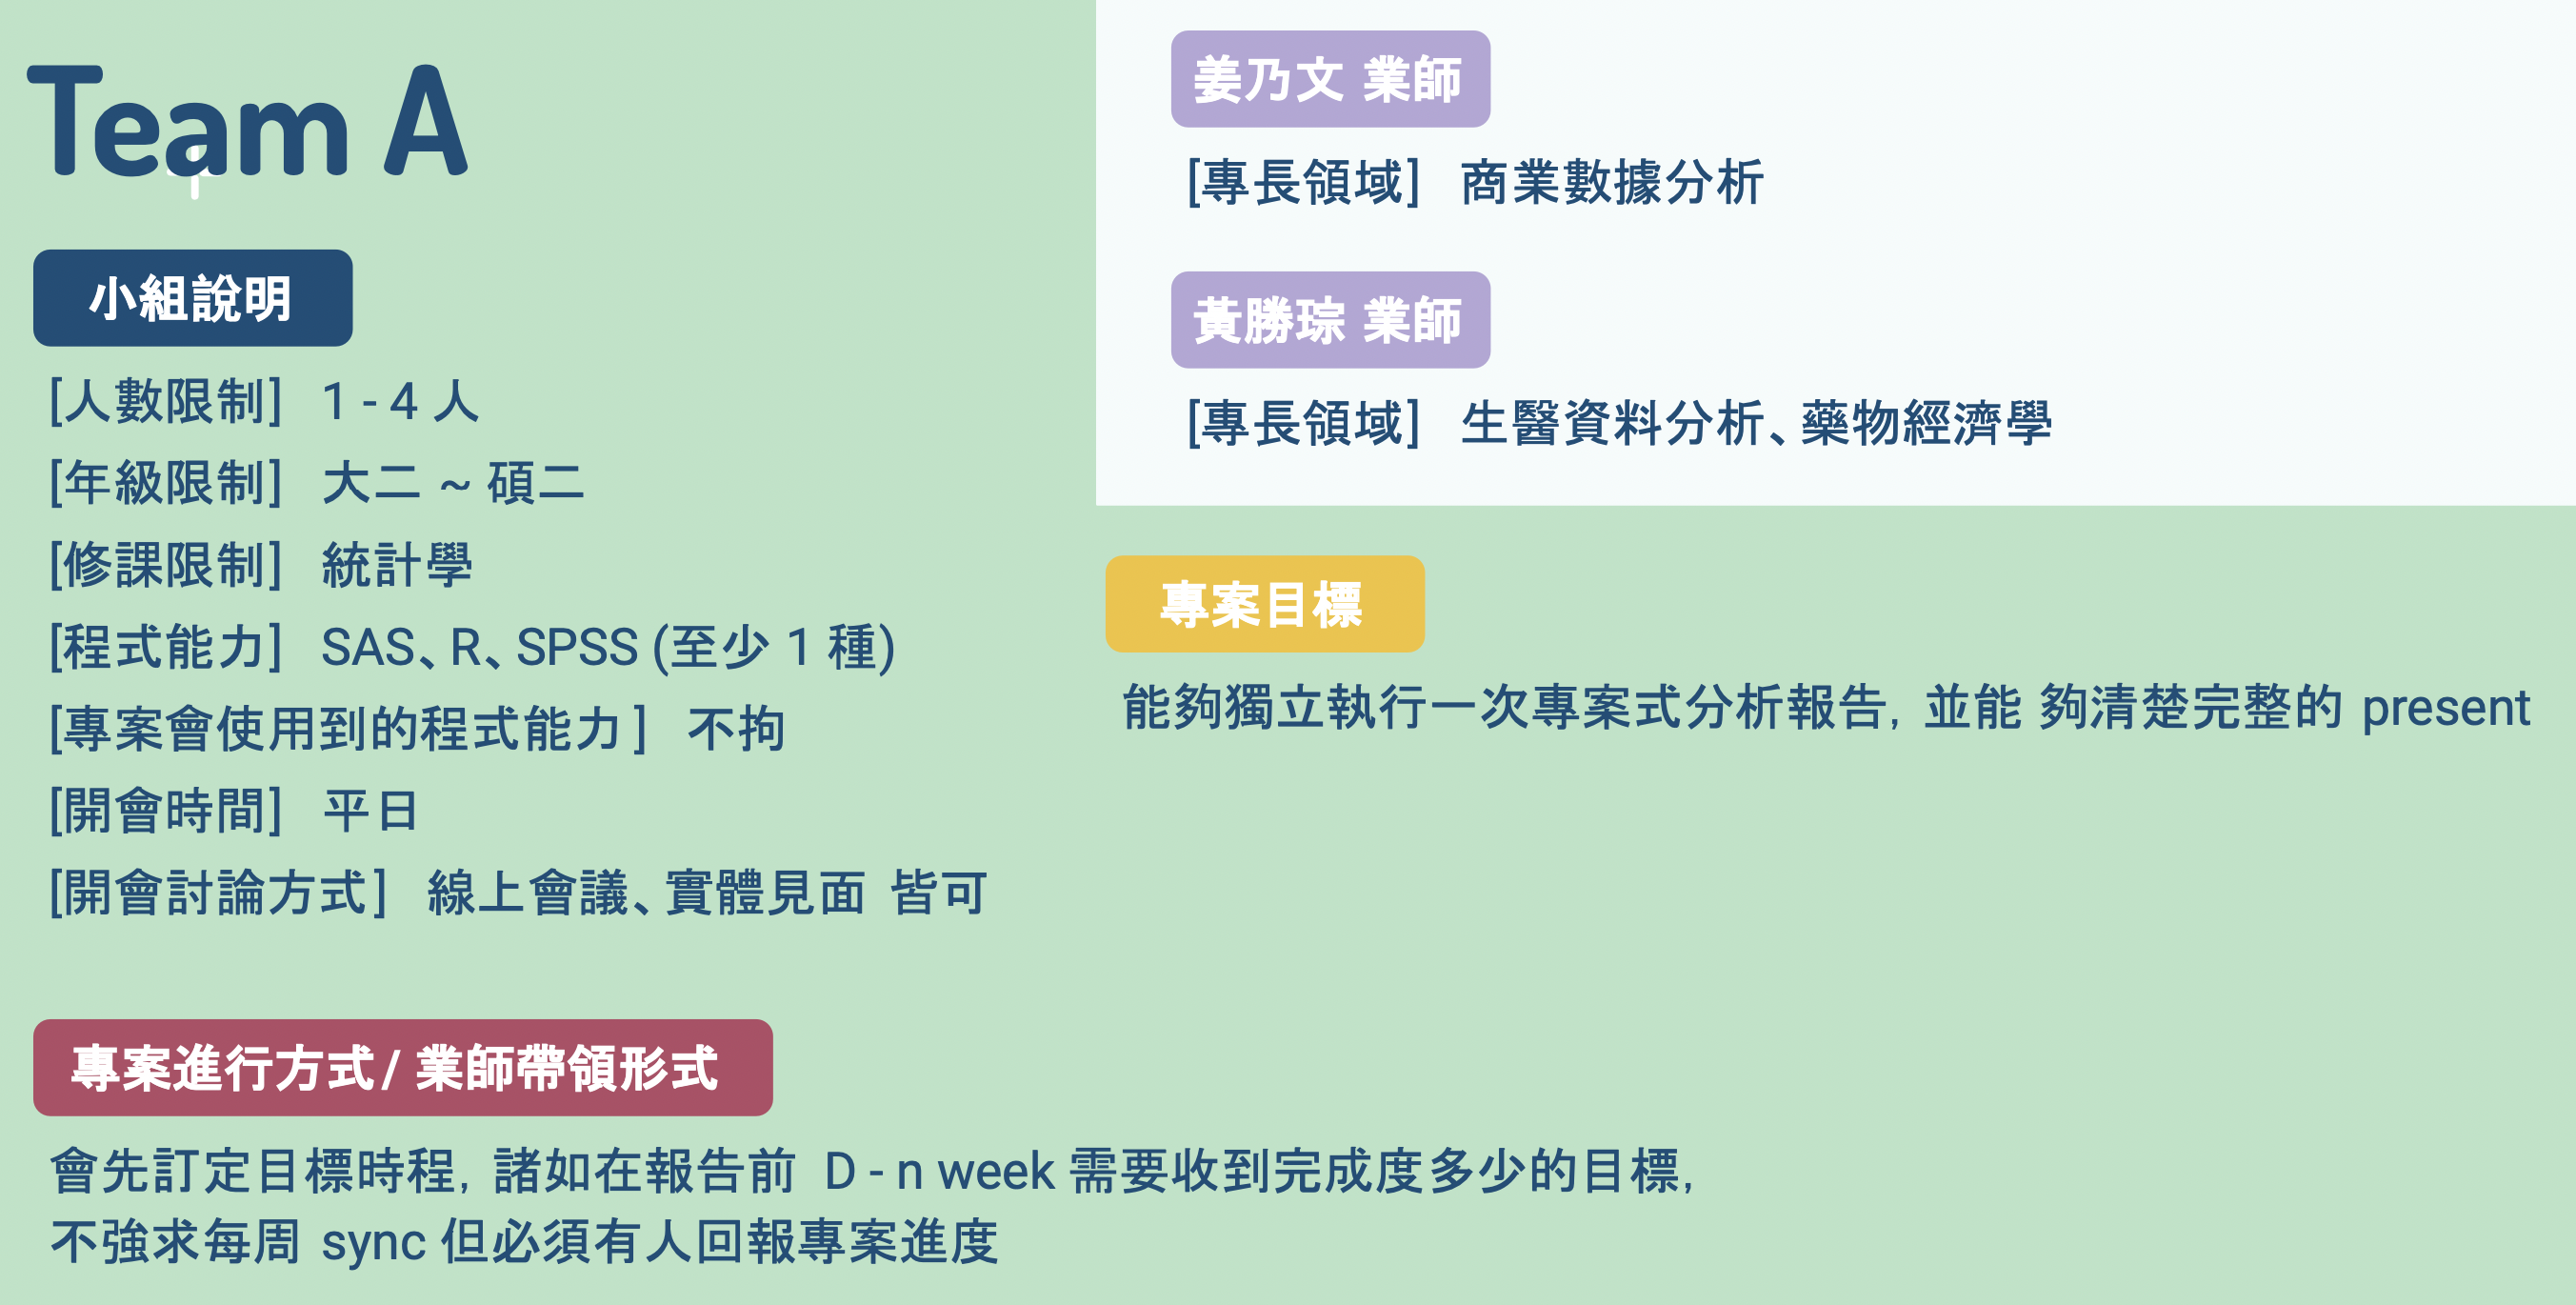 Team A
小組說明
[人數限制] 1 - 4 人
[年級限制] 大二 ~ 碩二
[修課限制] 統計學
[程式能力] SAS、R、SPSS (至少 1 種)
[專案會使用到的程式能力] 不拘
[開會時間] 平日
[開會討論方式] 線上會議、實體見面 皆可
專案進行方式 / 業師帶領形式
會先訂定目標時程, 諸如在報告前 D - n week 需要收到完成度多少的目標,
不強求每周 sync 但必須有人回報專案進度
姜乃文 業師
[專長領域] 商業數據分析
黃勝琮 業師
[專長領域] 生醫資料分析、藥物經濟學
專案目標
能夠獨立執行一次專案式分析報告, 並能 夠清楚完整的 present